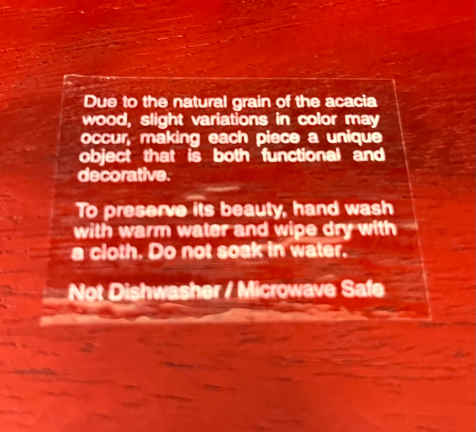 Due to the natural grain of the acacia
wood, slight variations in color may
occur, making each piece a unique
object that is both functional and
decorative.
To preserve its beauty, hand wash
with warm water and wipe dry with
a cloth. Do not soak in water.
Not Dishwasher / Microwave Safe